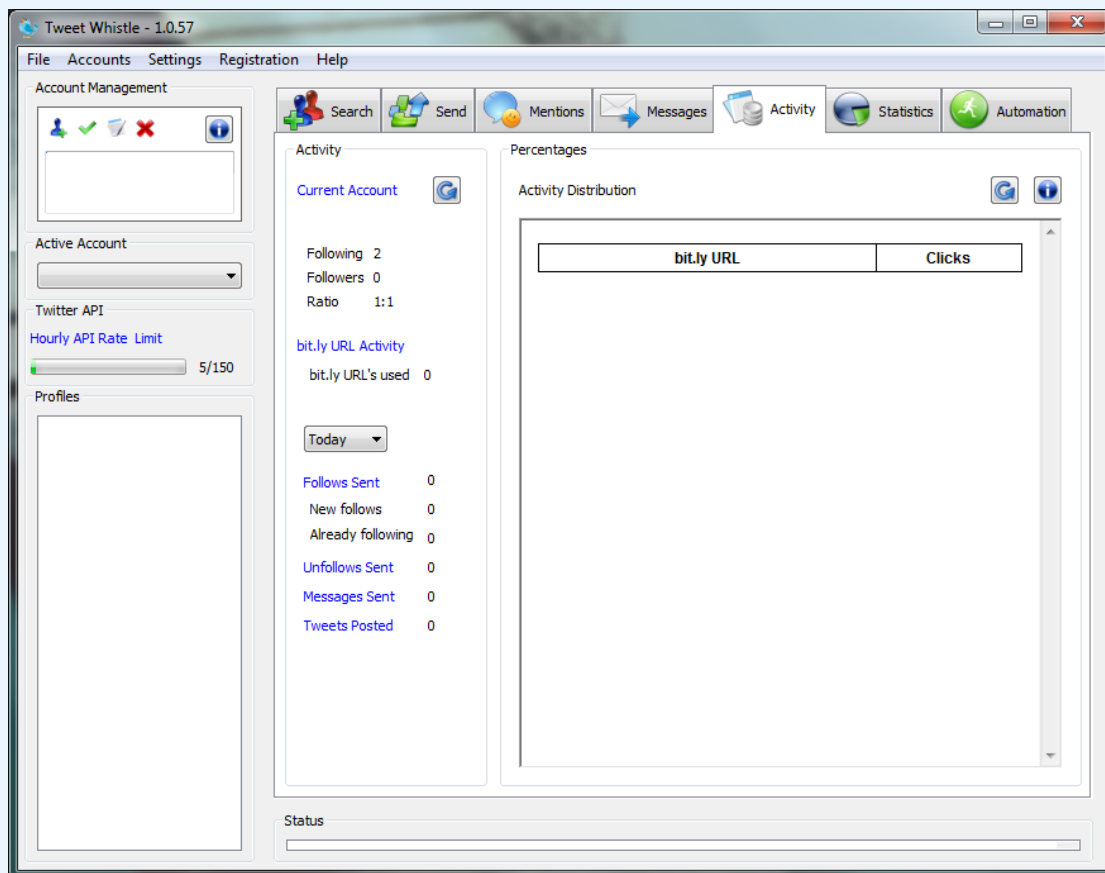 Tweet Whistle - 1.0.57
File Accounts Settings Registration Help
Account Management
Active Account
Twitter API
Hourly API Rate Limit
5/150
Profiles
Search Send Mentions Messages Activity Statistics Automation
Activity
Current Account
Following 2
Followers 0
Ratio 1:1
bit.ly URL Activity
bit.ly URL's used 0
Today
Follows Sent 0
New follows 0
Already following 0
Unfollows Sent 0
Messages Sent 0
Tweets Posted 0
Percentages
Activity Distribution
bit.ly URL Clicks
Status